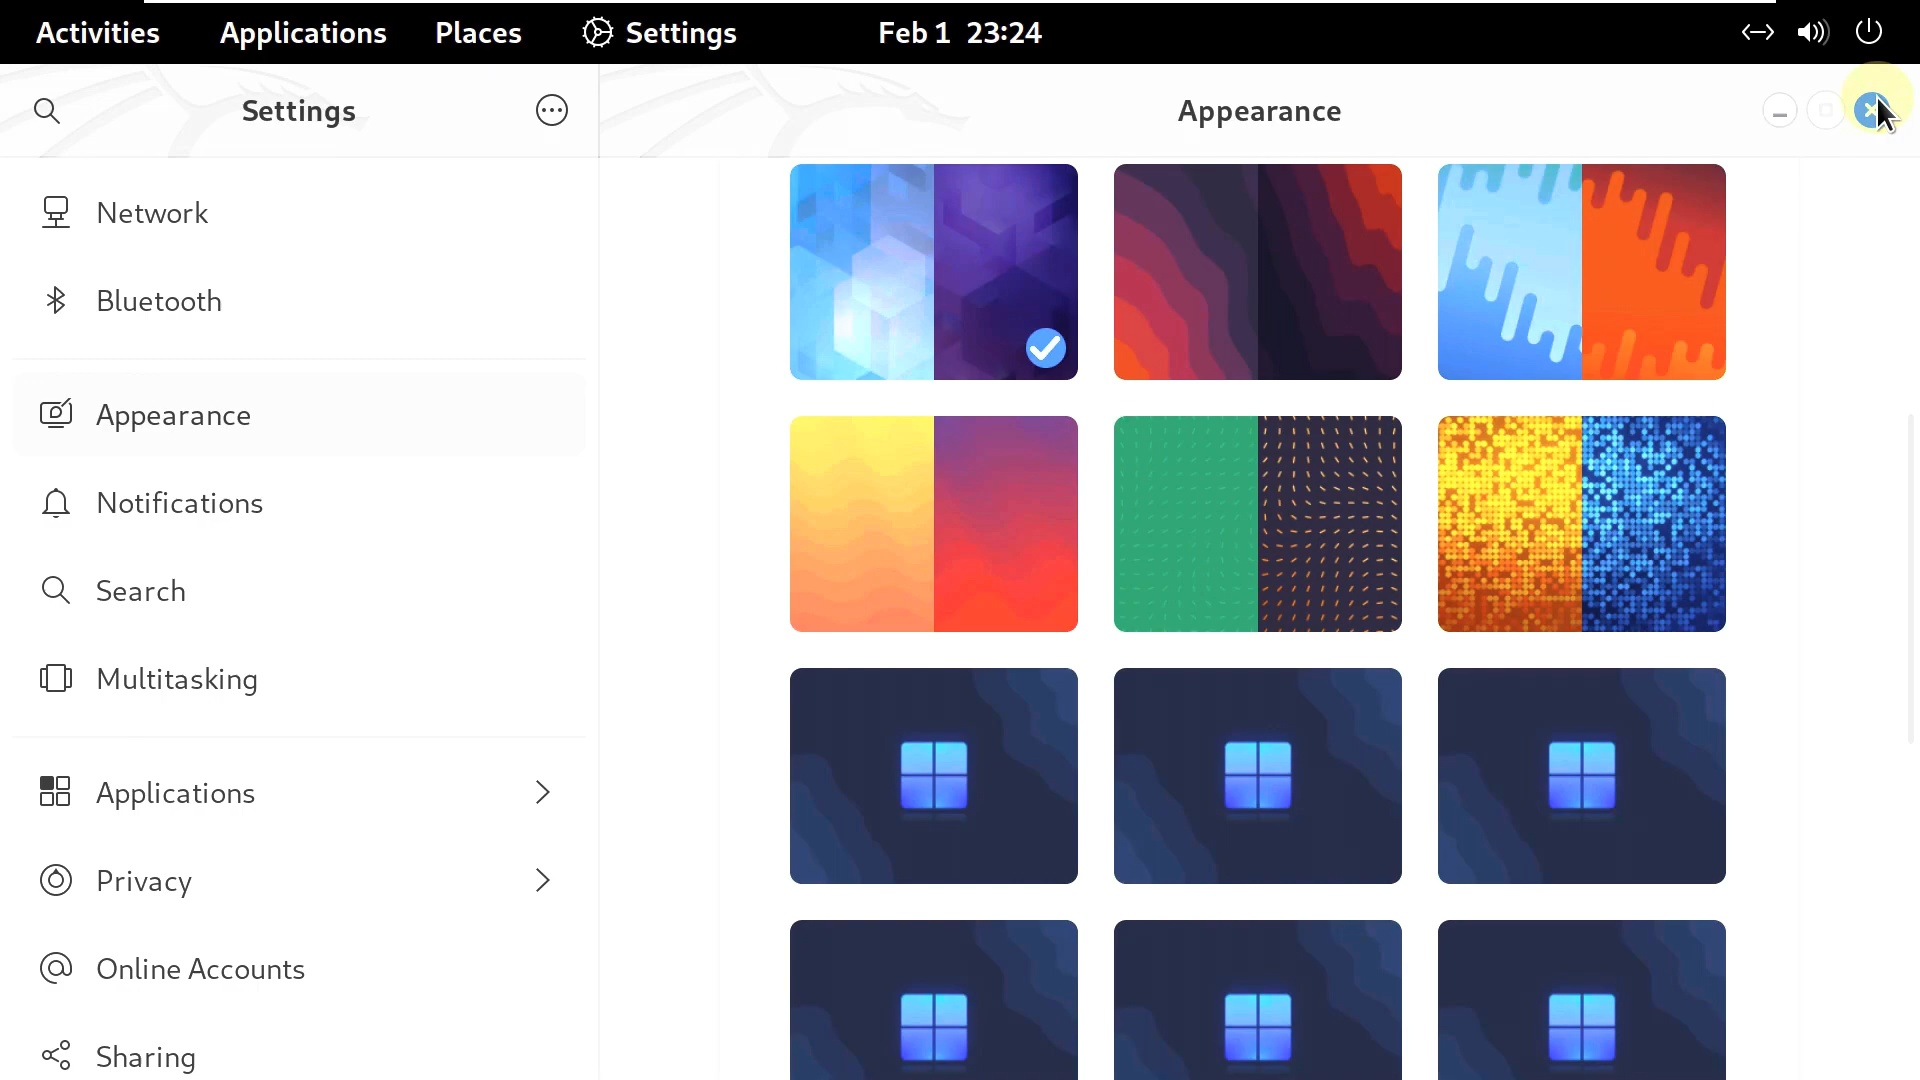 Activities Applications Places Settings Feb 1 23:24
Settings
Appearance
Network
Bluetooth
Appearance
Notifications
Search
Multitasking
Applications
Privacy
Online Accounts
Sharing